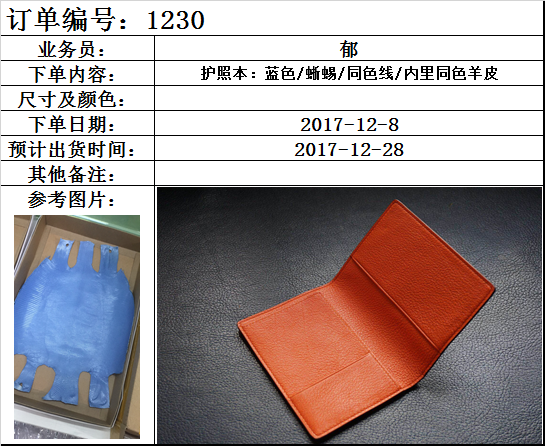 订单编号：1230
业务员： 郁
下单内容： 护照本：蓝色/蜥蜴/同色线/内里同色羊皮
尺寸及颜色：
下单日期： 2017-12-8
预计出货时间： 2017-12-28
其他备注：
参考图片：